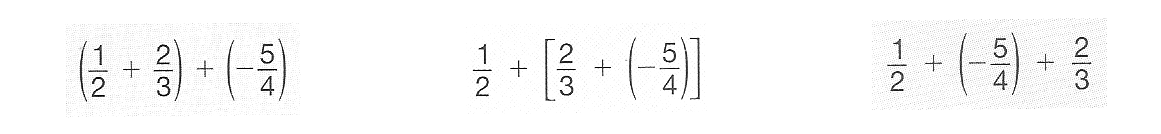 (1/2 + 2/3) + (-5/4)
1/2 + [2/3 + (-5/4)]
1/2 + (-5/4) + 2/3